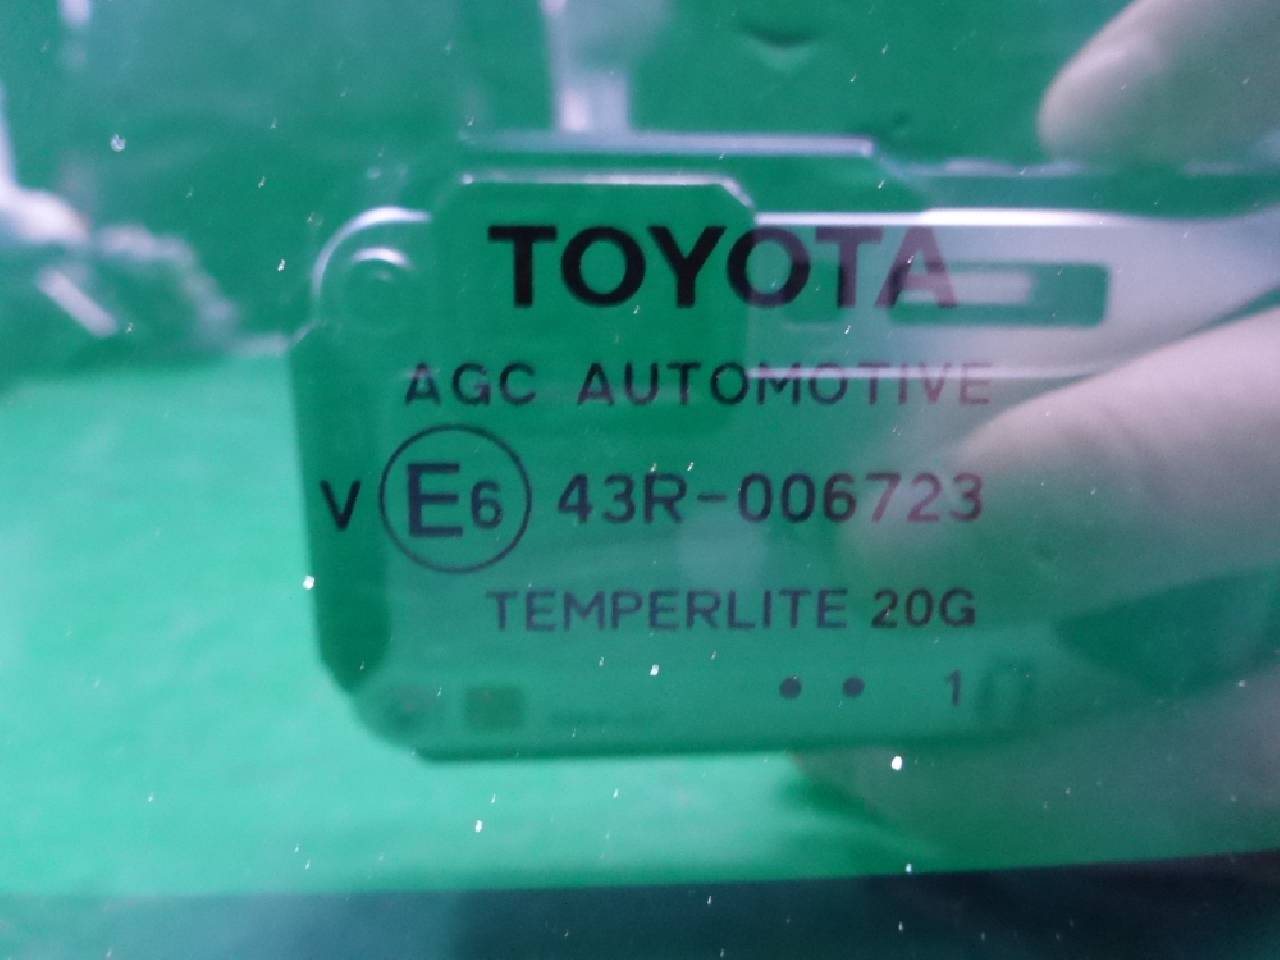 TOYOTA
AGC AUTOMOTIVE
V E6 43R-006723
TEMPERLITE 20G
•• 1